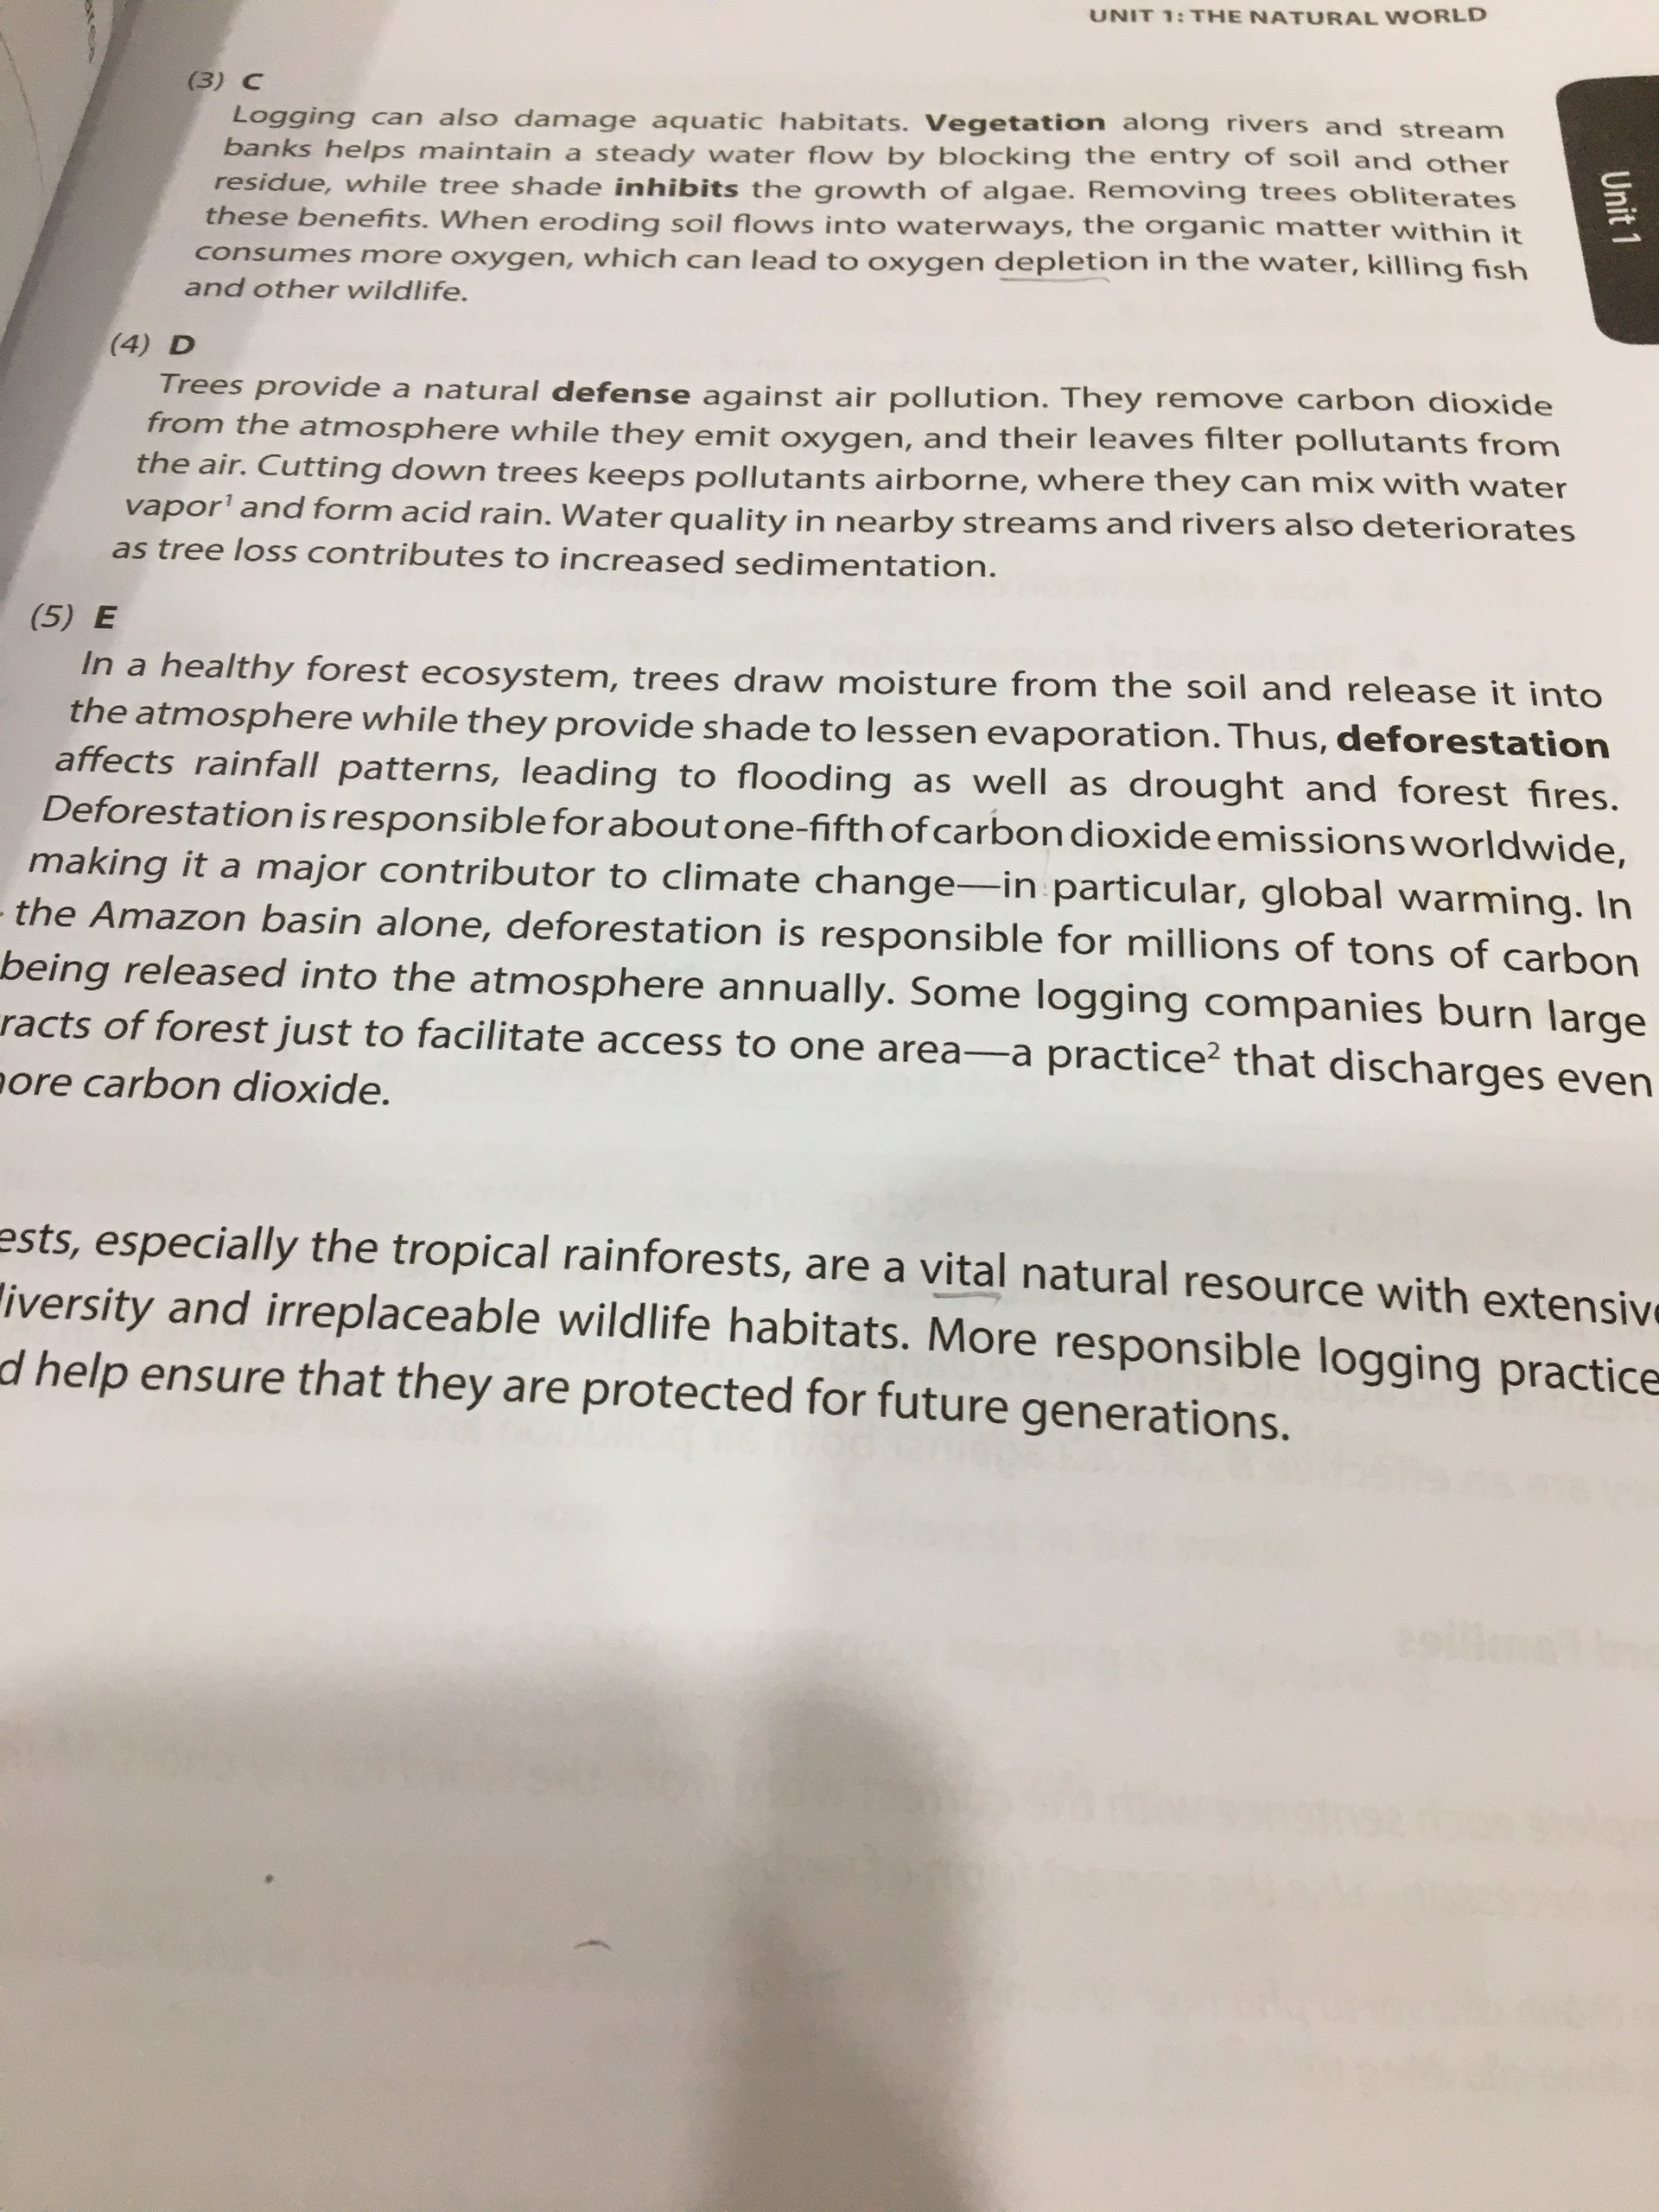 UNIT 1: THE NATURAL WORLD
Unit 1
(3) C
Logging can also damage aquatic habitats. Vegetation along rivers and stream
banks helps maintain a steady water flow by blocking the entry of soil and other
residue, while tree shade inhibits the growth of algae. Removing trees obliterates
these benefits. When eroding soil flows into waterways, the organic matter within it
consumes more oxygen, which can lead to oxygen depletion in the water, killing fish
and other wildlife.
(4) D
Trees provide a natural defense against air pollution. They remove carbon dioxide
from the atmosphere while they emit oxygen, and their leaves filter pollutants from
the air. Cutting down trees keeps pollutants airborne, where they can mix with water
vapor¹ and form acid rain. Water quality in nearby streams and rivers also deteriorates
as tree loss contributes to increased sedimentation.
(5) E
In a healthy forest ecosystem, trees draw moisture from the soil and release it into
the atmosphere while they provide shade to lessen evaporation. Thus, deforestation
affects rainfall patterns, leading to flooding as well as drought and forest fires.
Deforestation is responsible for about one-fifth of carbon dioxide emissions worldwide,
making it a major contributor to climate change—in particular, global warming. In
the Amazon basin alone, deforestation is responsible for millions of tons of carbon
being released into the atmosphere annually. Some logging companies burn large
racts of forest just to facilitate access to one area—a practice² that discharges even
ore carbon dioxide.
ests, especially the tropical rainforests, are a vital natural resource with extensive
iversity and irreplaceable wildlife habitats. More responsible logging practice
d help ensure that they are protected for future generations.